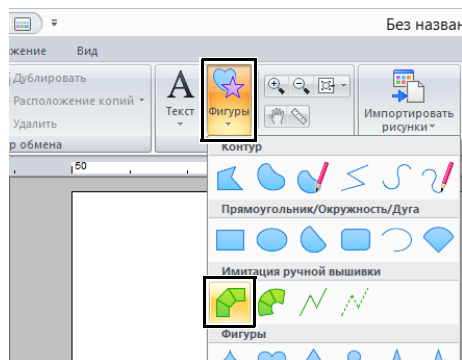 Без назван
жение Вид
Дублировать
Расположение копий
Удалить
р обмена
A
Текст
Фигуры
Импортировать
рисунки
50
Контур
Прямоугольник/Окружность/Дуга
Имитация ручной вышивки
Фигуры